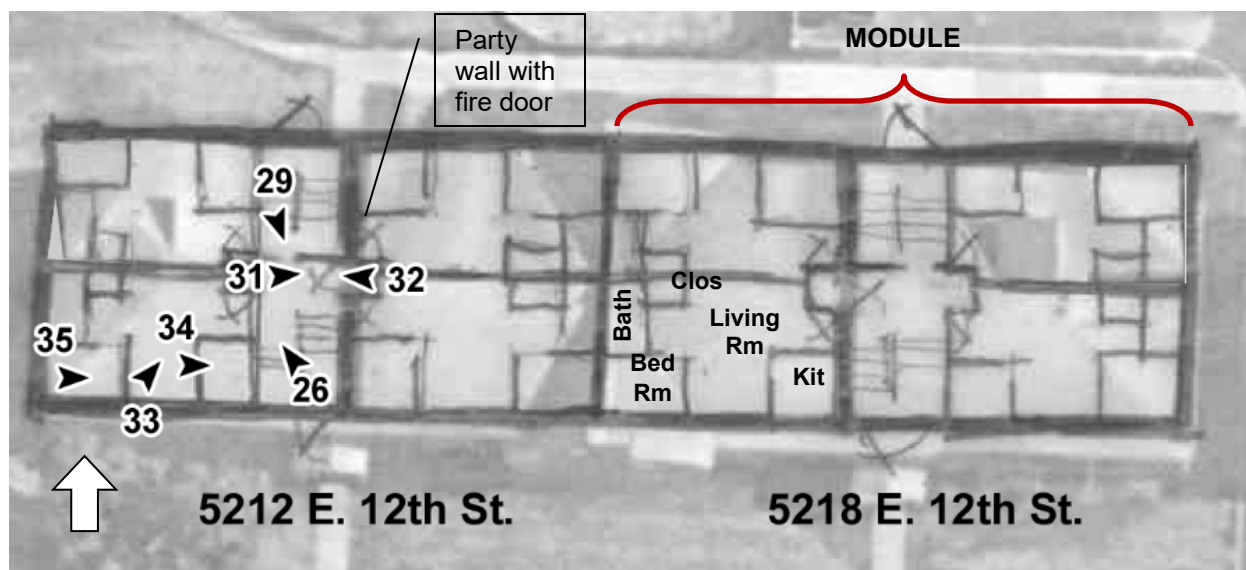 Party
wall with
fire door
MODULE
29
31
32
Clos
Bath
Living
Rm
35
34
Bed
Rm
Kit
26
33
5212 E. 12th St.
5218 E. 12th St.